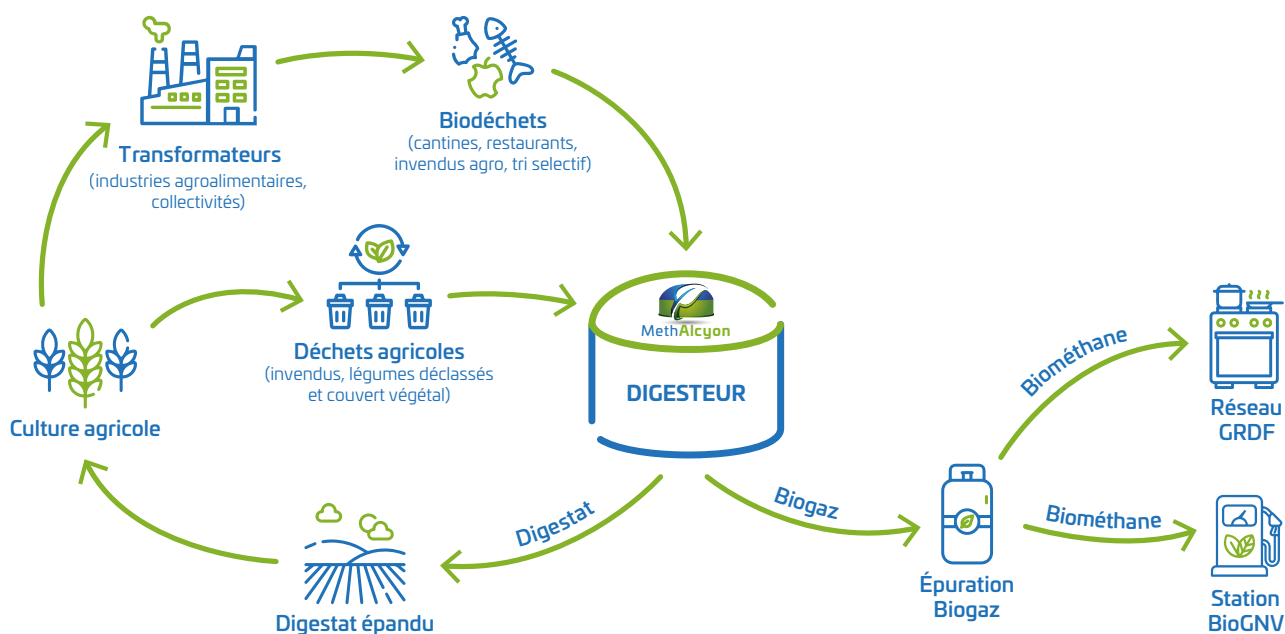 Transformateurs
(industries agroalimentaires,
collectivités)
Biodéchets
(cantines, restaurants,
invendus agro, tri selectif)
Culture agricole
Déchets agricoles
(invendus, légumes déclassés
et couvert végétal)
MethAlcyon
DIGESTEUR
Digestat
Digestat épandu
Biogaz
Épuration
Biogaz
Biométhane
Réseau
GRDF
Biométhane
Station
BioGNV